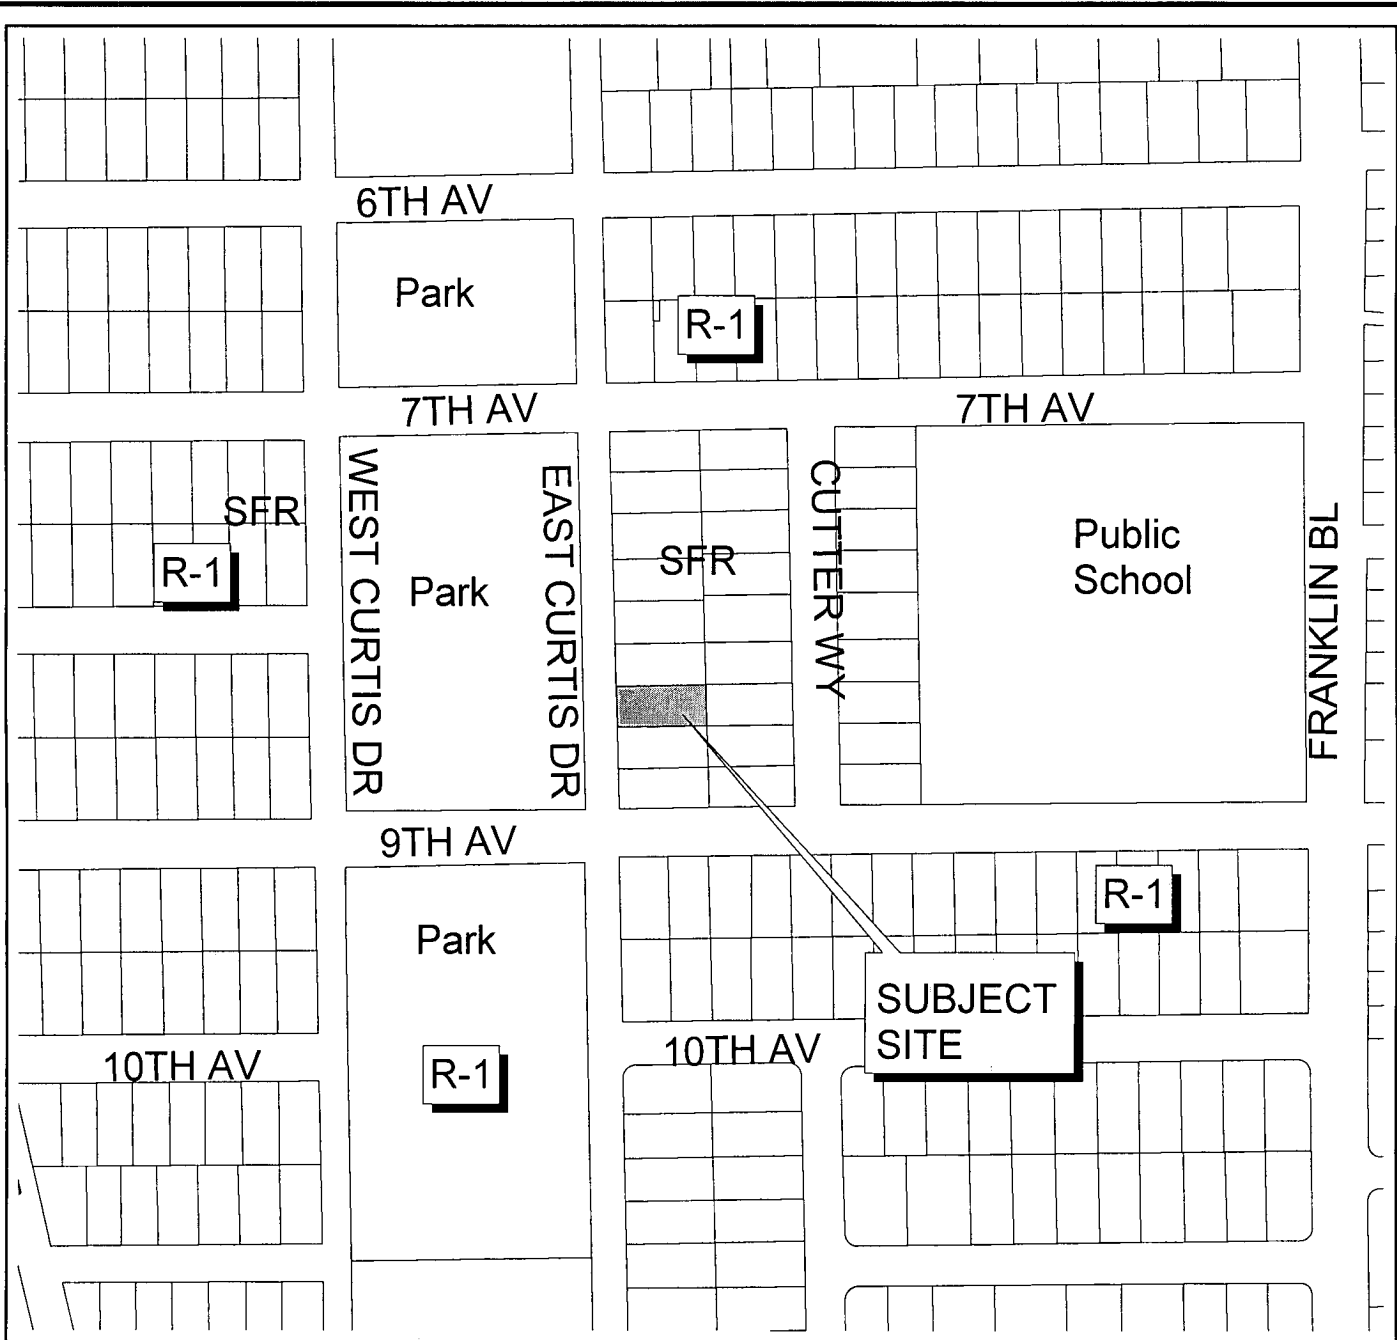 6TH AV
Park
R-1
7TH AV
7TH AV
SFR
R-1
WEST CURTIS DR
Park
EAST CURTIS DR
SFR
CUTTER WY
Public
School
FRANKLIN BL
9TH AV
Park
R-1
R-1
SUBJECT
SITE
10TH AV
10TH AV